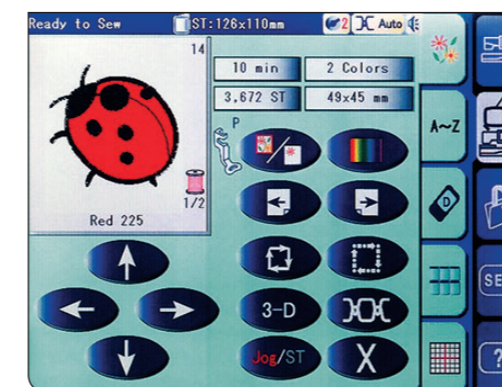 Ready to Sew ST:126x110mm 2 Auto
14
10 min 2 Colors
3,672 ST 49x45 mm
P
A~Z
1/2
Red 225
D
3-D
SE
Jog/ST X
?